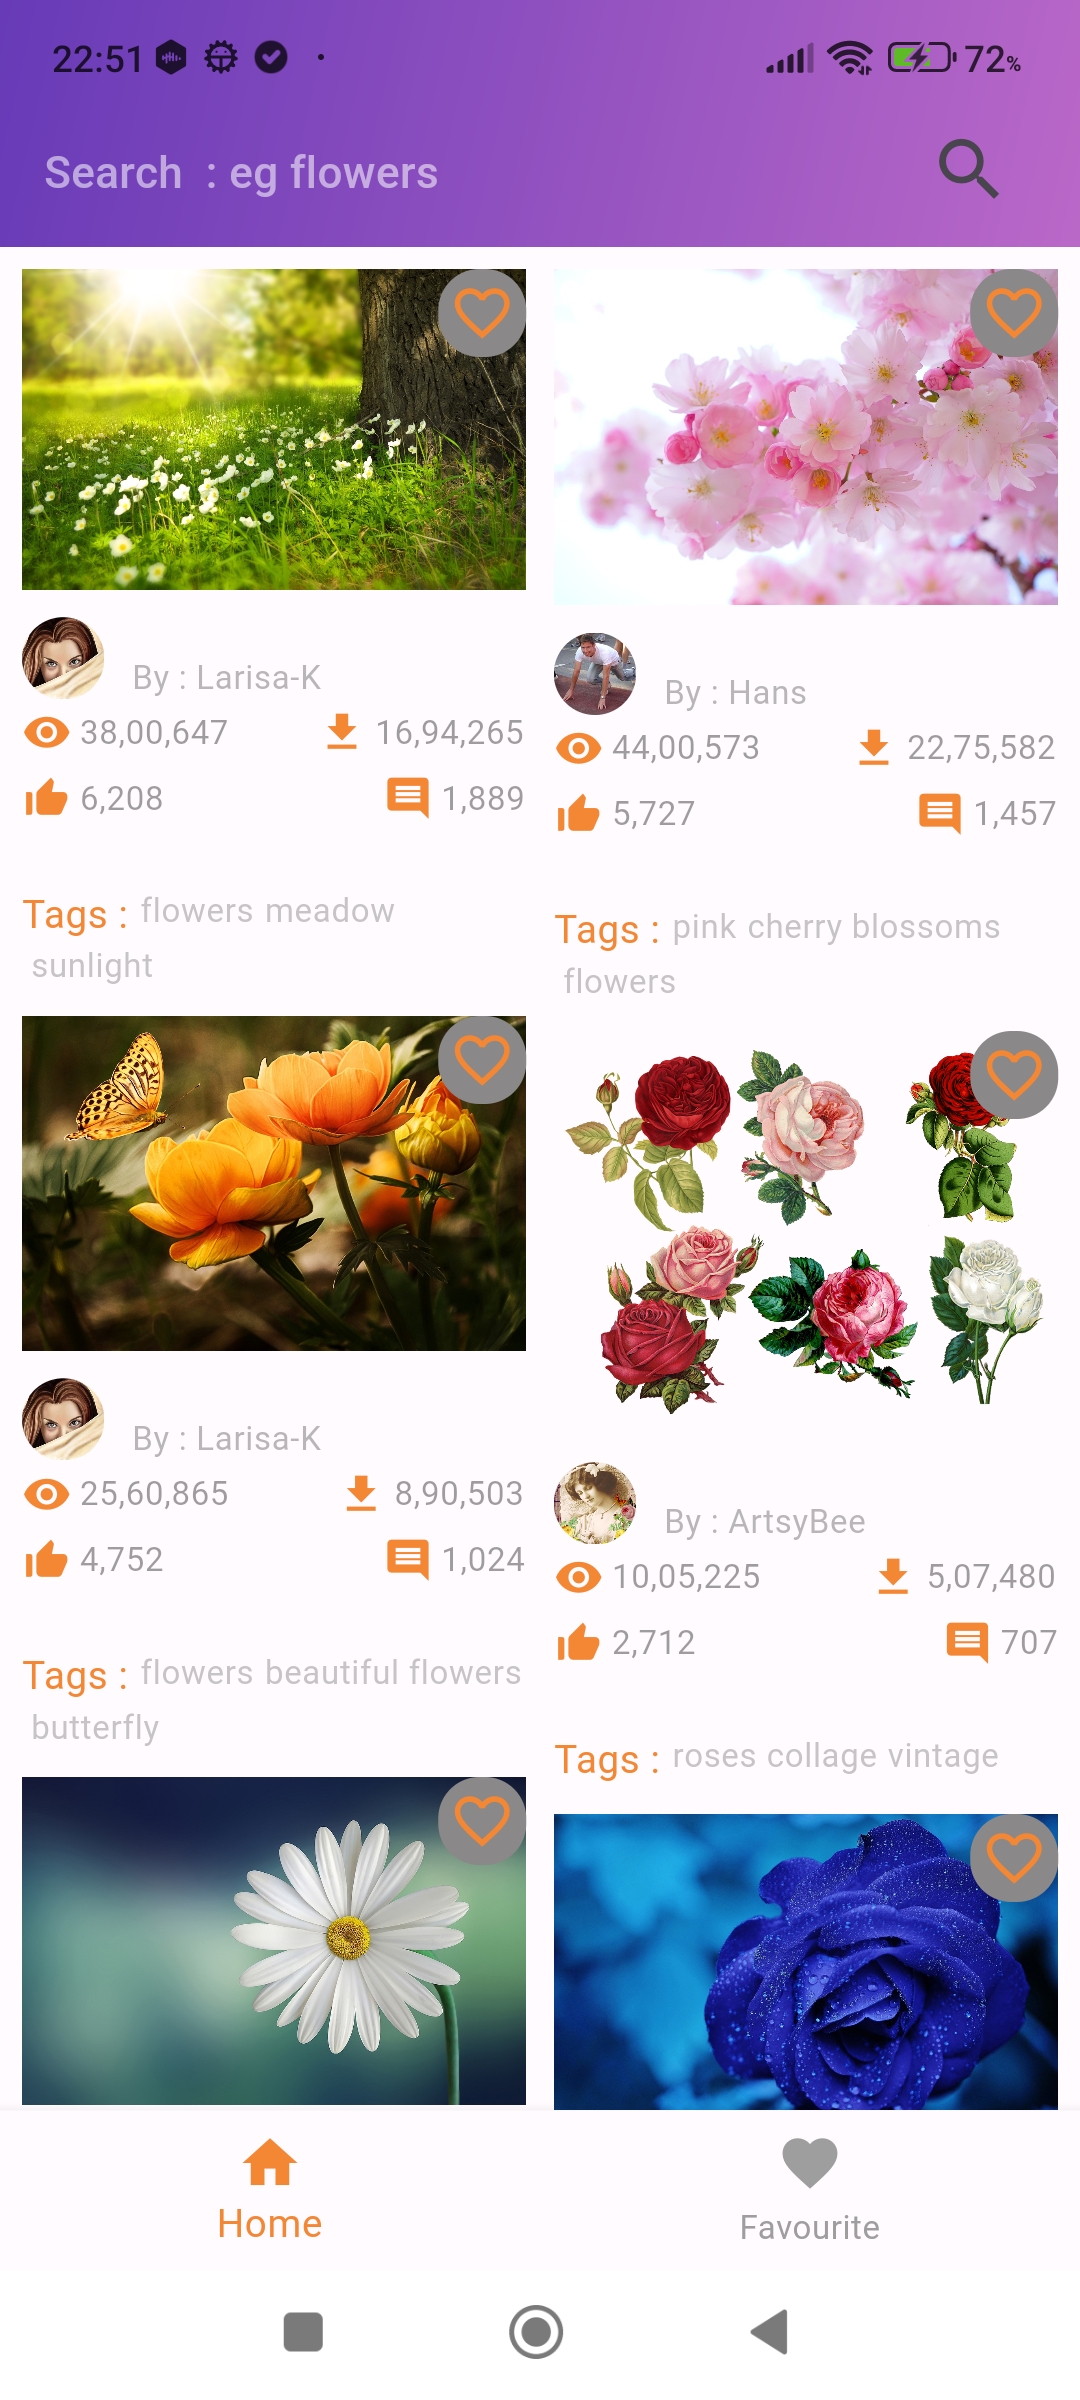 22:51 72%
Search : eg flowers
By : Larisa-K
38,00,647 16,94,265
6,208 1,889
Tags : flowers meadow
sunlight
By : Hans
44,00,573 22,75,582
5,727 1,457
Tags : pink cherry blossoms
flowers
By : Larisa-K
25,60,865 8,90,503
4,752 1,024
Tags : flowers beautiful flowers
butterfly
By : ArtsyBee
10,05,225 5,07,480
2,712 707
Tags : roses collage vintage
Home Favourite